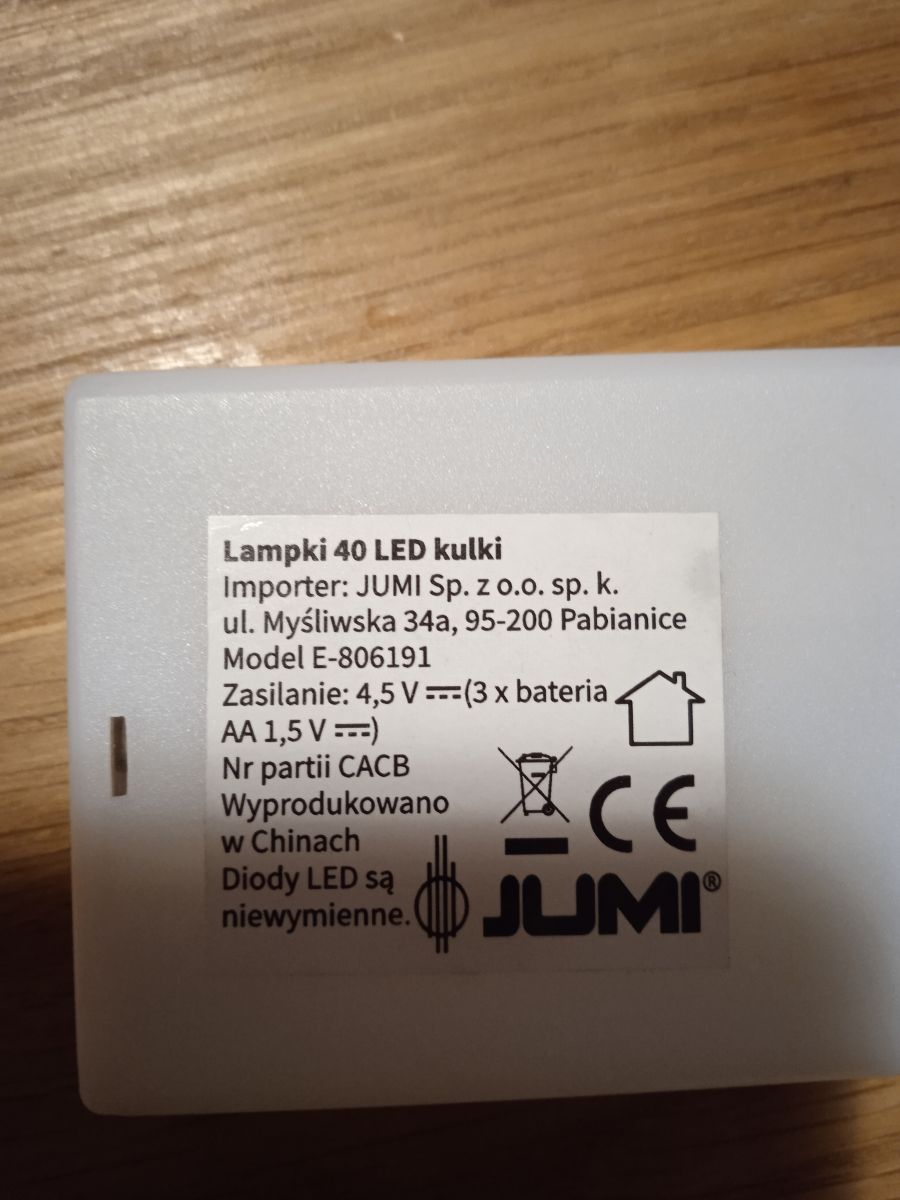 Lampki 40 LED kulki
Importer: JUMI Sp. z o.o. sp. k.
ul. Myśliwska 34a, 95-200 Pabianice
Model E-806191
Zasilanie: 4,5 V ⎓ (3 x bateria
AA 1,5 V ⎓)
Nr partii CACB
Wyprodukowano
w Chinach
Diody LED są
niewymienne.
CE
JUMI®